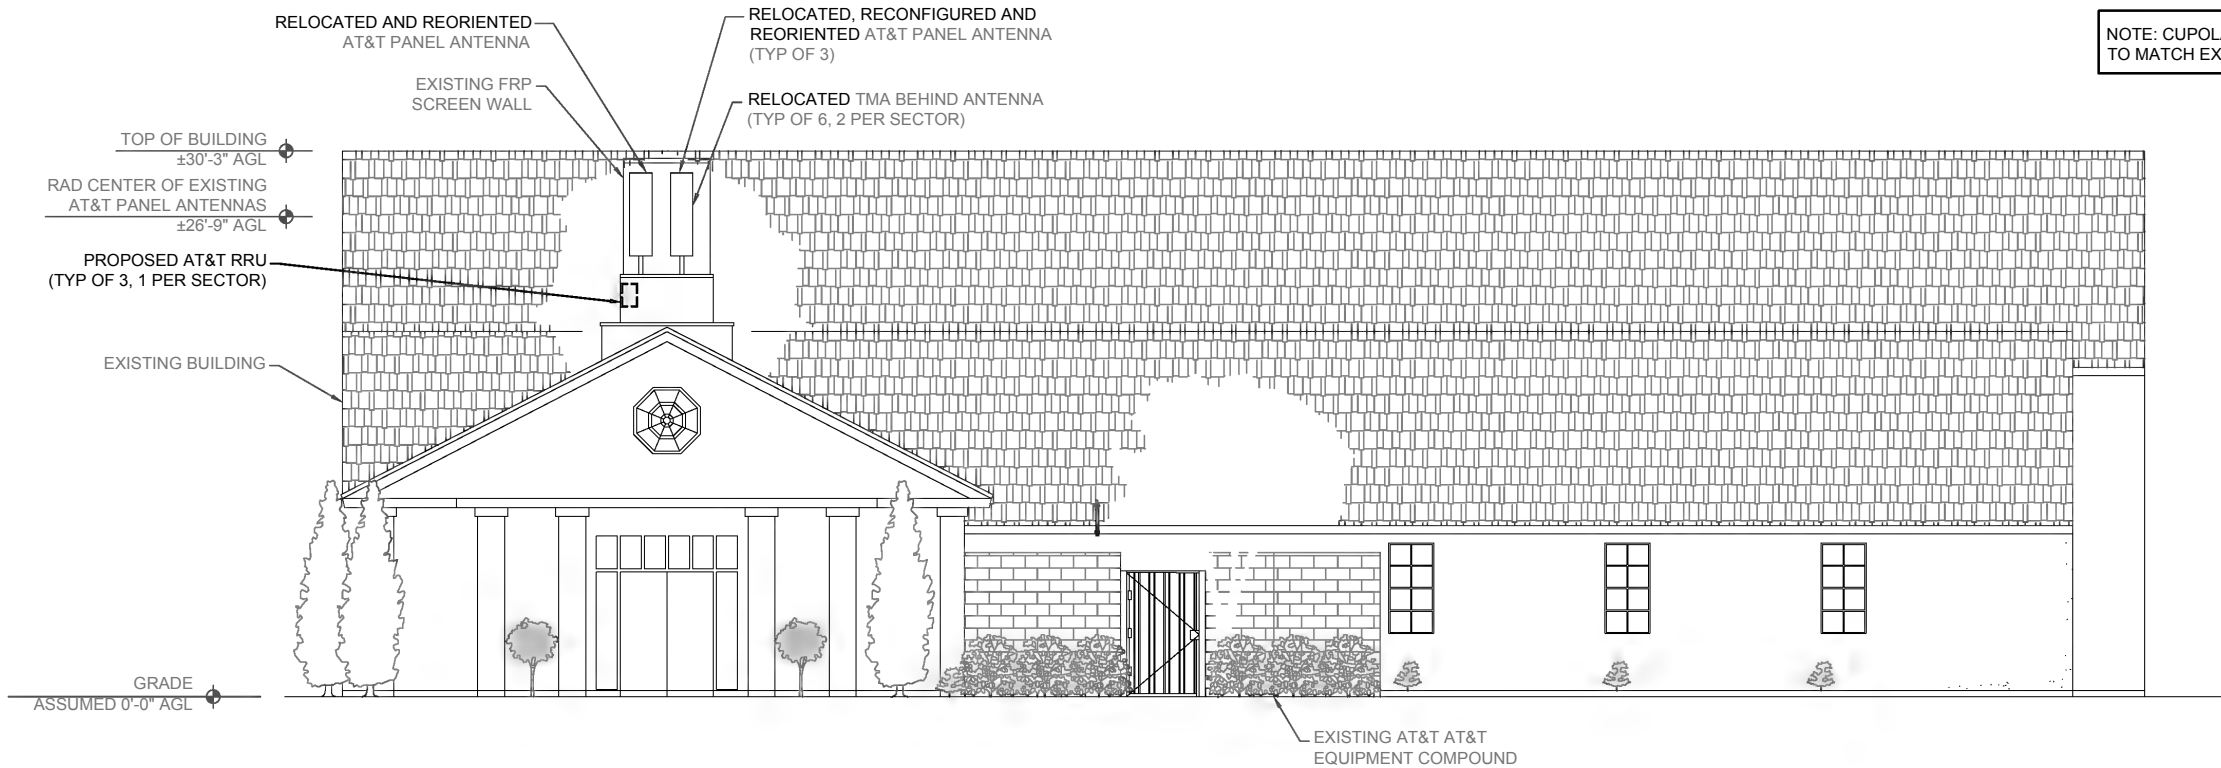 RELOCATED AND REORIENTED
AT&T PANEL ANTENNA
RELOCATED, RECONFIGURED AND
REORIENTED AT&T PANEL ANTENNA
(TYP OF 3)
NOTE: CUPOLA
TO MATCH EX
EXISTING FRP
SCREEN WALL
RELOCATED TMA BEHIND ANTENNA
(TYP OF 6, 2 PER SECTOR)
TOP OF BUILDING
±30'-3" AGL
RAD CENTER OF EXISTING
AT&T PANEL ANTENNAS
±26'-9" AGL
PROPOSED AT&T RRU
(TYP OF 3, 1 PER SECTOR)
EXISTING BUILDING
GRADE
ASSUMED 0'-0" AGL
EXISTING AT&T AT&T
EQUIPMENT COMPOUND